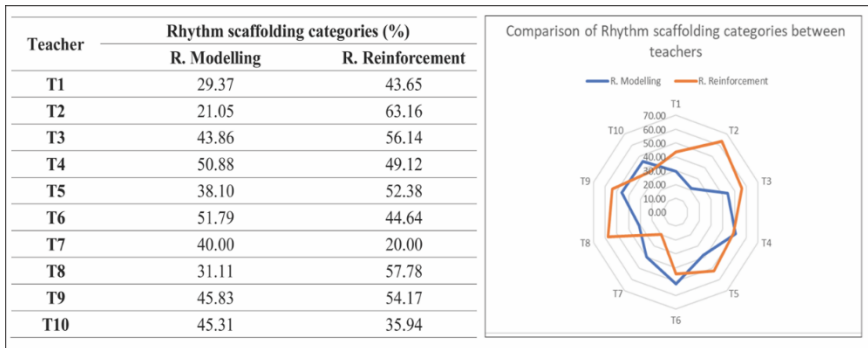 Teacher Rhythm scaffolding categories (%)
R. Modelling R. Reinforcement
T1 29.37 43.65
T2 21.05 63.16
T3 43.86 56.14
T4 50.88 49.12
T5 38.10 52.38
T6 51.79 44.64
T7 40.00 20.00
T8 31.11 57.78
T9 45.83 54.17
T10 45.31 35.94
Comparison of Rhythm scaffolding categories between
teachers
R. Modelling R. Reinforcement
T1
70.00
60.00
50.00
40.00
30.00
20.00
10.00
0.00
T2
T3
T4
T5
T6
T7
T8
T9
T10